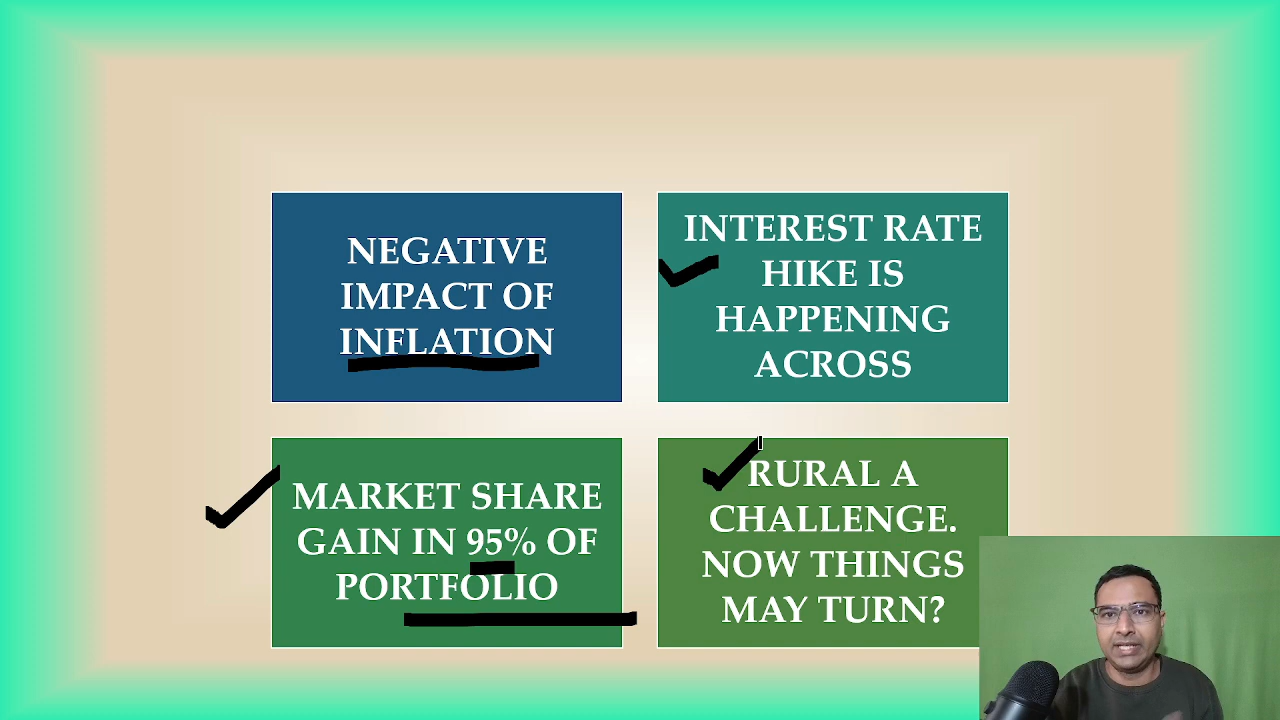 NEGATIVE
IMPACT OF
INFLATION
INTEREST RATE
HIKE IS
HAPPENING
ACROSS
MARKET SHARE
GAIN IN 95% OF
PORTFOLIO
RURAL A
CHALLENGE.
NOW THINGS
MAY TURN?